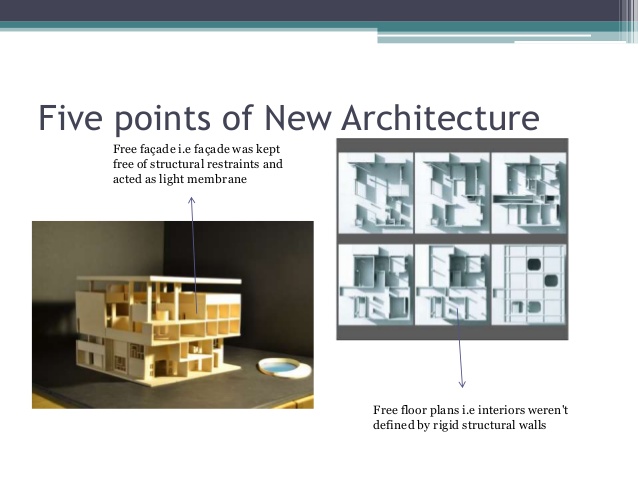 Five points of New Architecture
Free façade i.e façade was kept
free of structural restraints and
acted as light membrane
Free floor plans i.e interiors weren't
defined by rigid structural walls